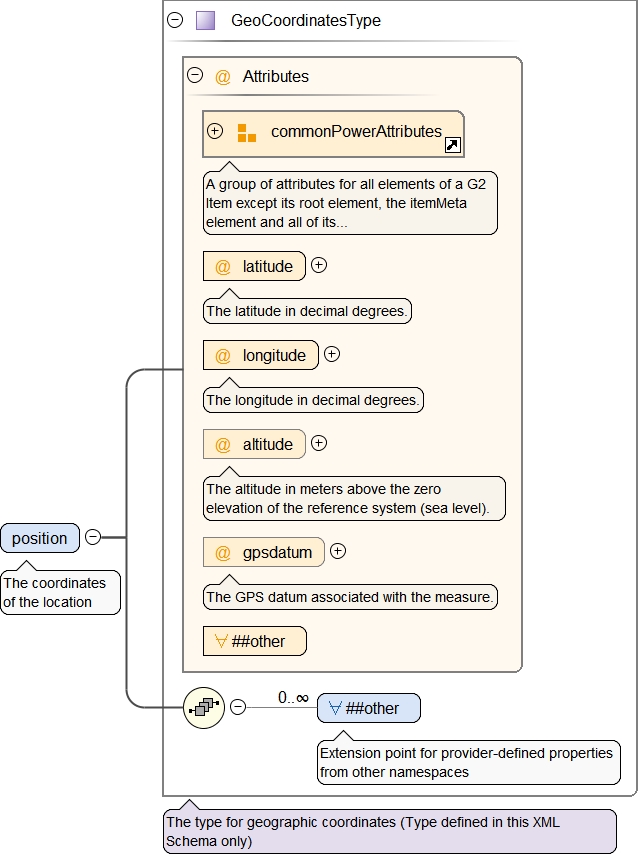 GeoCoordinatesType
@ Attributes
commonPowerAttributes
A group of attributes for all elements of a G2
Item except its root element, the itemMeta
element and all of its...
@ latitude
The latitude in decimal degrees.
@ longitude
The longitude in decimal degrees.
@ altitude
The altitude in meters above the zero
elevation of the reference system (sea level).
position
The coordinates
of the location
@ gpsdatum
The GPS datum associated with the measure.
##other
0..∞
##other
Extension point for provider-defined properties
from other namespaces
The type for geographic coordinates (Type defined in this XML
Schema only)